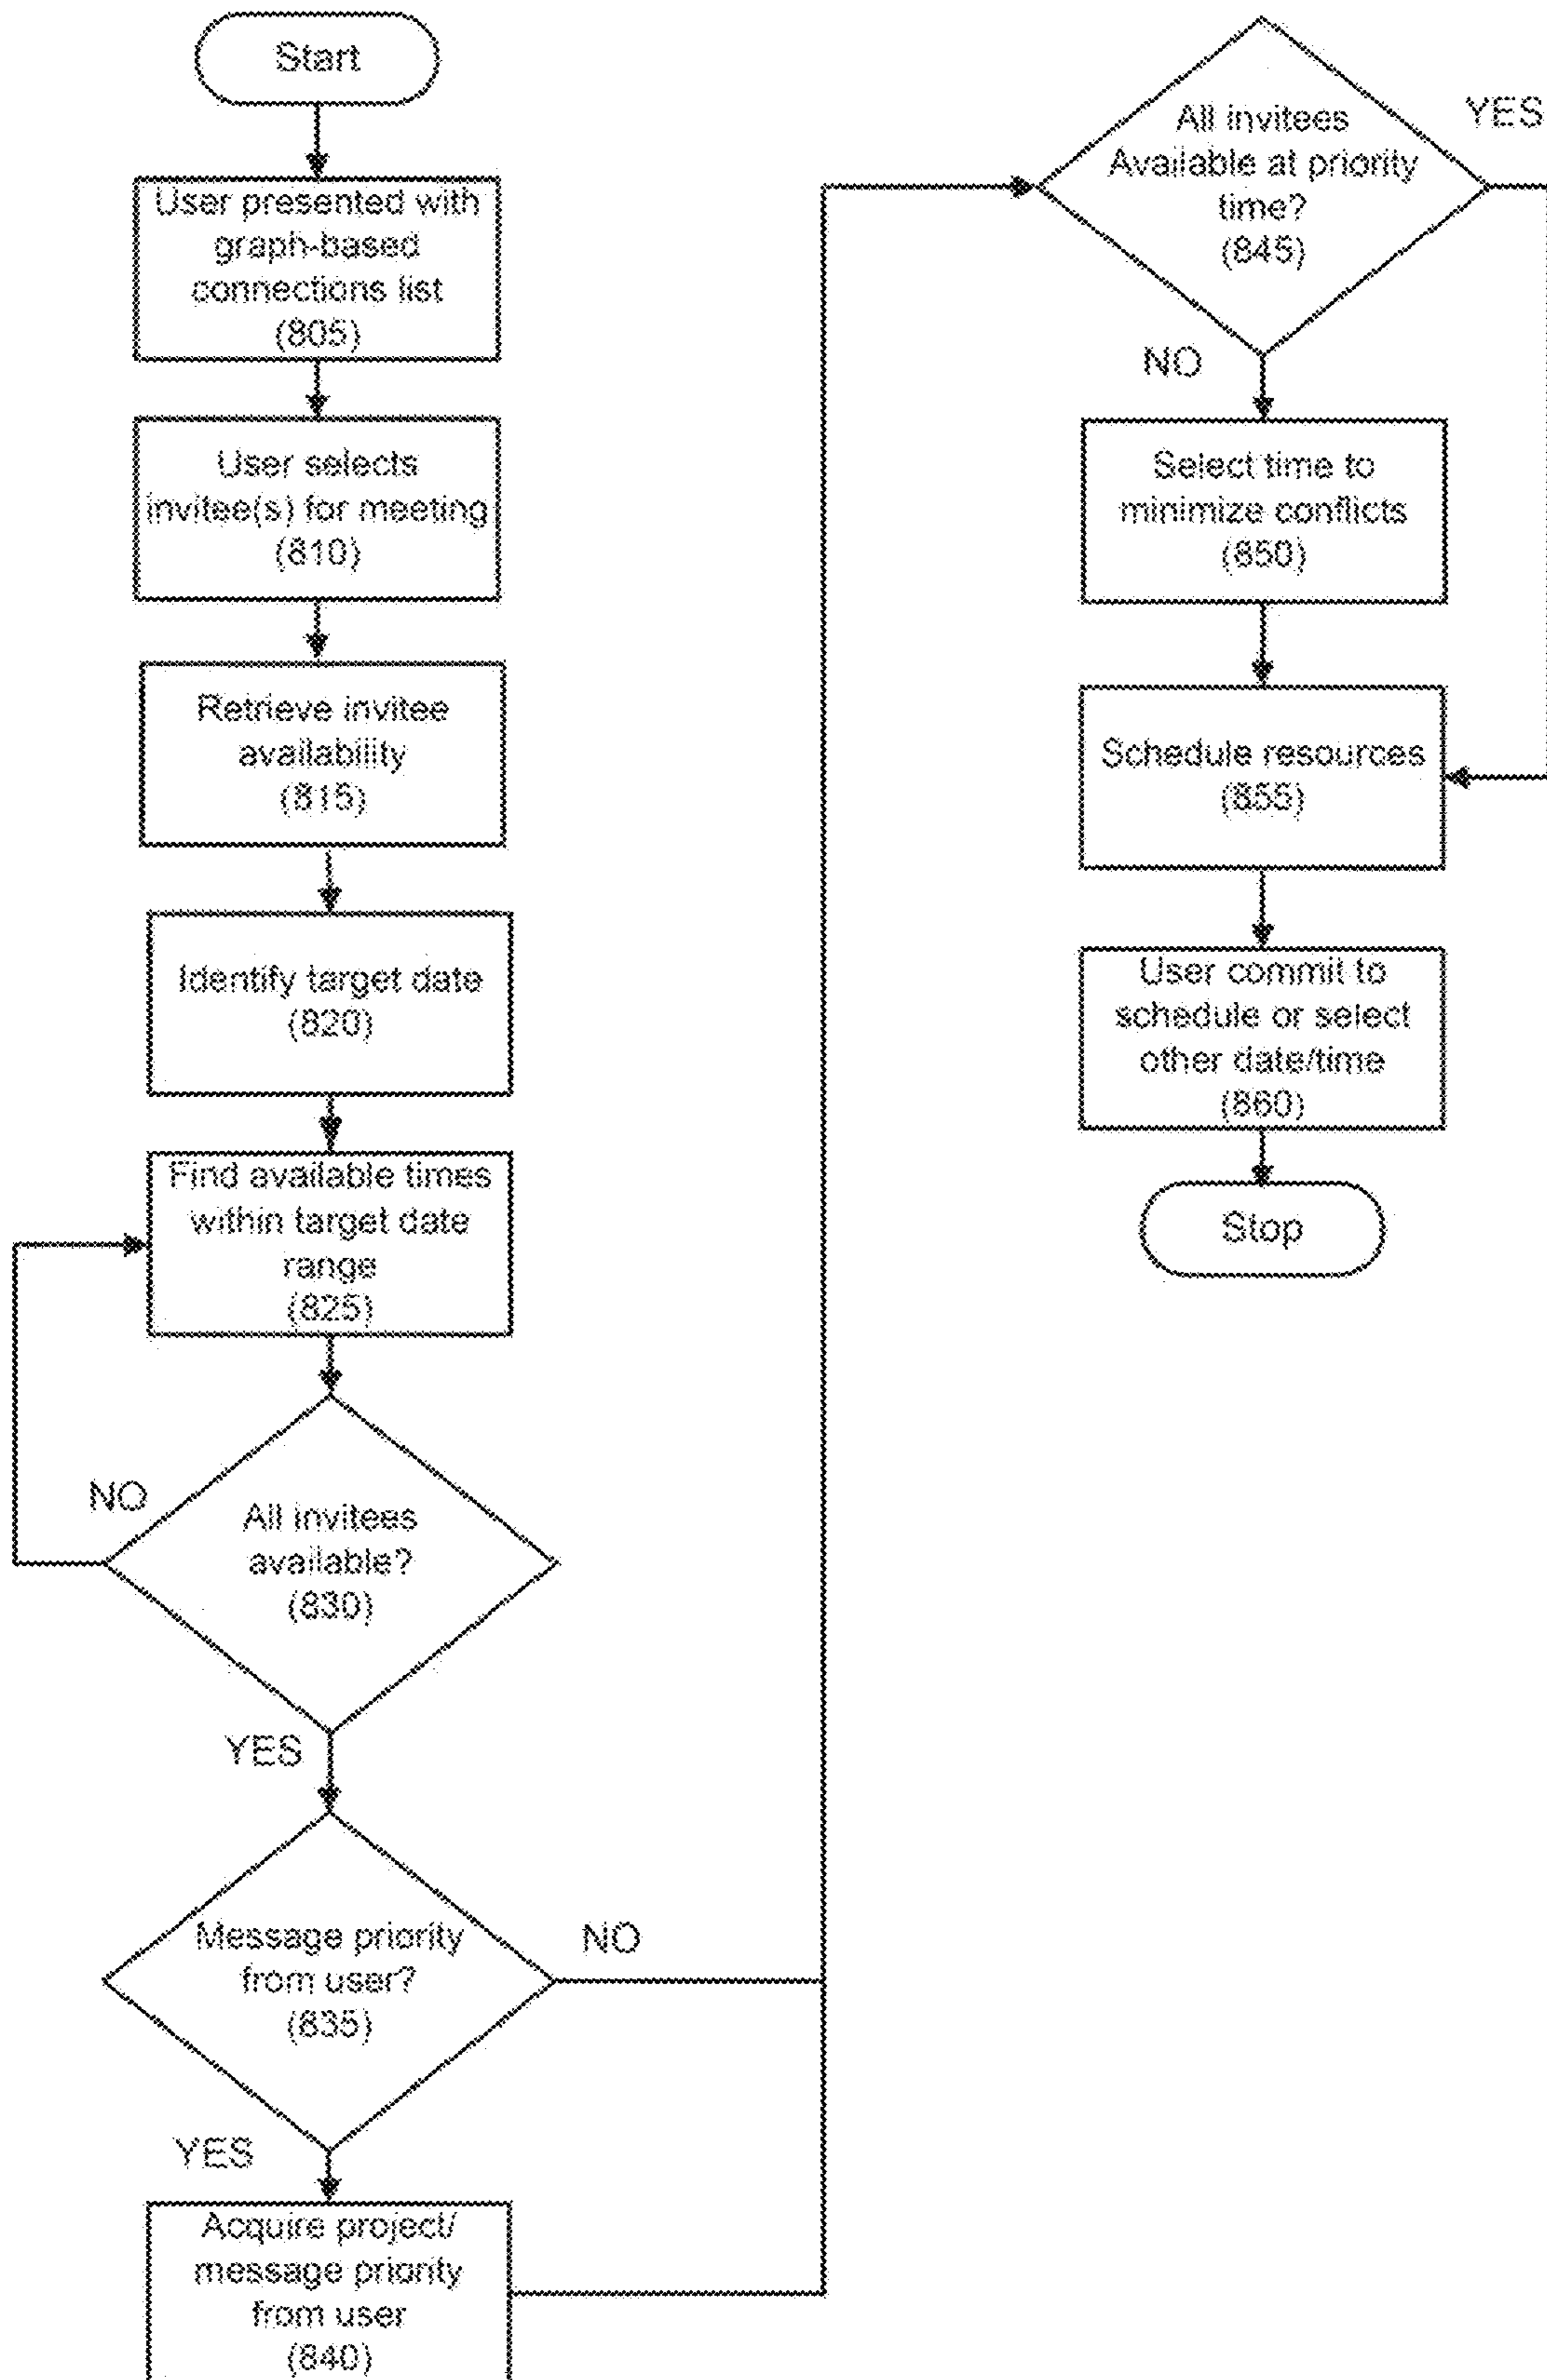 Start
User presented with
graph-based
connections list
(805)
User selects
invitee(s) for meeting
(810)
Retrieve invitee
availability
(815)
Identify target date
(820)
Find available times
within target date
range
(825)
All invitees
available?
(830)
NO
YES
Message priority
from user?
(835)
NO
YES
Acquire project/
message priority
from user
(840)
All invitees
Available at priority
time?
(845)
YES
NO
Select time to
minimize conflicts
(850)
Schedule resources
(855)
User commit to
schedule or select
other date/time
(860)
Stop